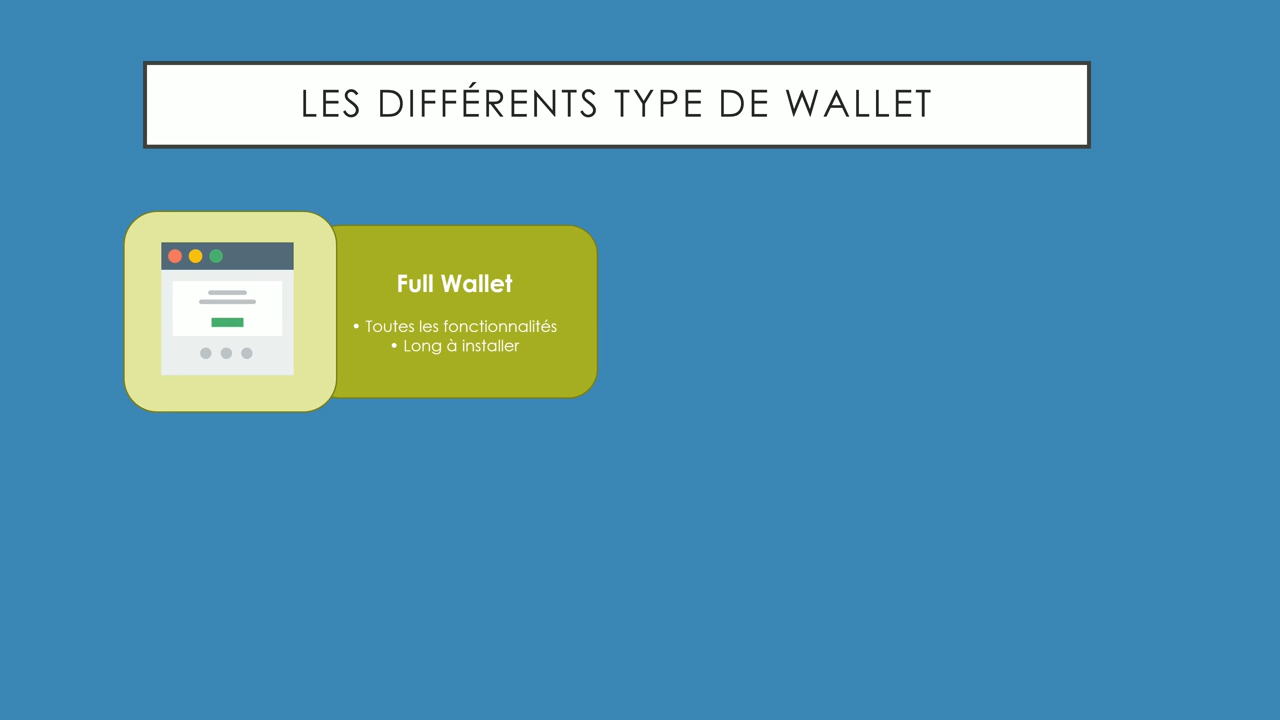 LES DIFFÉRENTS TYPE DE WALLET
Full Wallet
• Toutes les fonctionnalités
• Long à installer